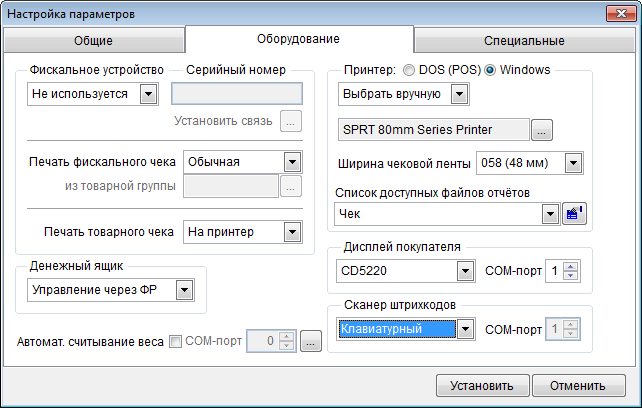 Настройка параметров
Общие
Оборудование
Специальные
Фискальное устройство
Серийный номер
Не используется
Установить связь ...
Печать фискального чека Обычная
из товарной группы ...
Печать товарного чека На принтер
Денежный ящик
Управление через ФР
Автомат. считывание веса COM-порт 0 ...
Принтер: DOS (POS) Windows
Выбрать вручную
SPRT 80mm Series Printer ...
Ширина чековой ленты 058 (48 мм)
Список доступных файлов отчётов
Чек
Дисплей покупателя
CD5220 COM-порт 1
Сканер штрихкодов
Клавиатурный COM-порт 1
Установить
Отменить